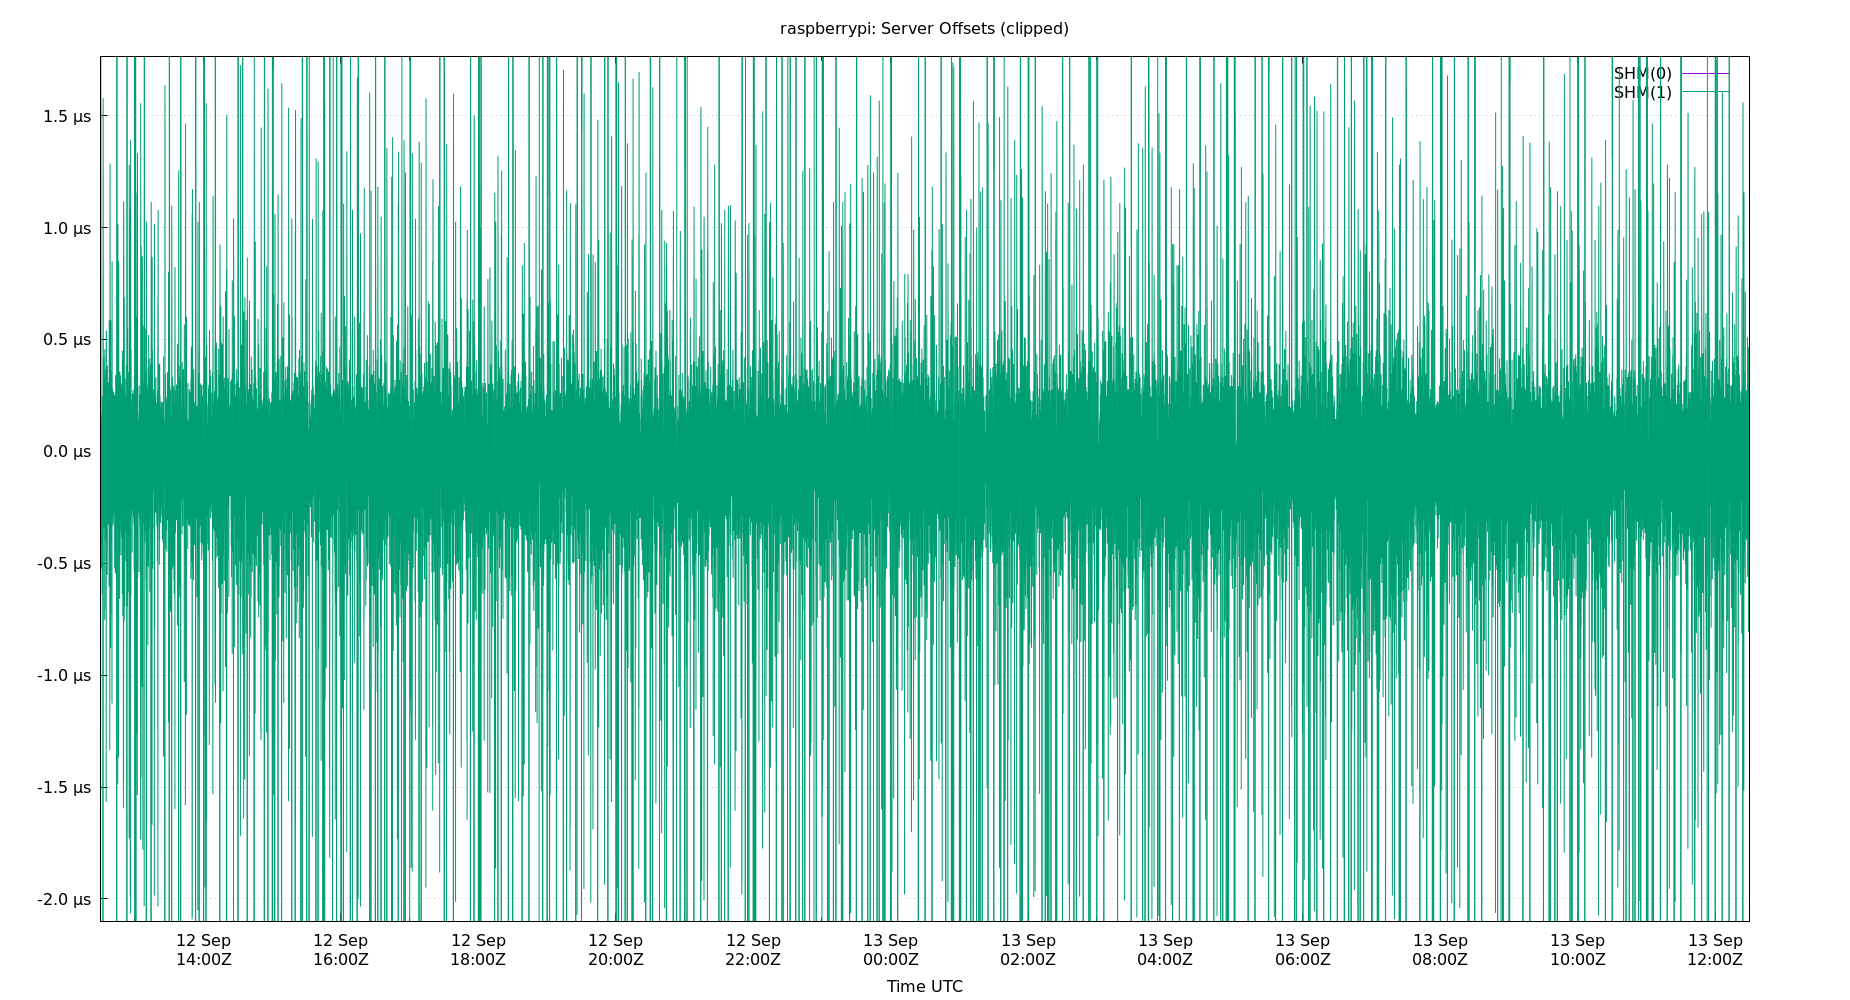 raspberrypi: Server Offsets (clipped)
SHM(0)
SHM(1)
1.5 µs
1.0 µs
0.5 µs
0.0 µs
-0.5 µs
-1.0 µs
-1.5 µs
-2.0 µs
12 Sep 12 Sep 12 Sep 12 Sep 12 Sep 13 Sep 13 Sep 13 Sep 13 Sep 13 Sep 13 Sep 13 Sep
14:00Z 16:00Z 18:00Z 20:00Z 22:00Z 00:00Z 02:00Z 04:00Z 06:00Z 08:00Z 10:00Z 12:00Z
Time UTC